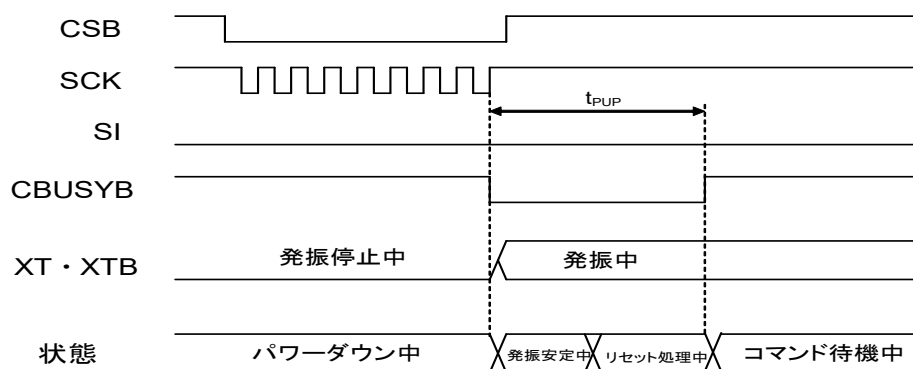 CSB
SCK
t_PUP
SI
CBUSYB
XT・XTB 発振停止中 発振中
状態 パワーダウン中 発振安定中 リセット処理中 コマンド待機中